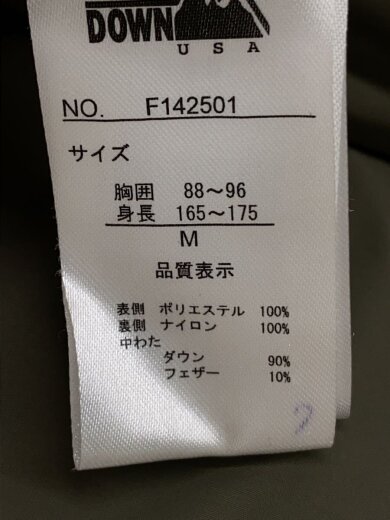 DOWN
USA
NO. F142501
サイズ
胸囲 88～96
身長 165～175
M
品質表示
表側 ポリエステル 100%
裏側 ナイロン 100%
中わた
ダウン 90%
フェザー 10%